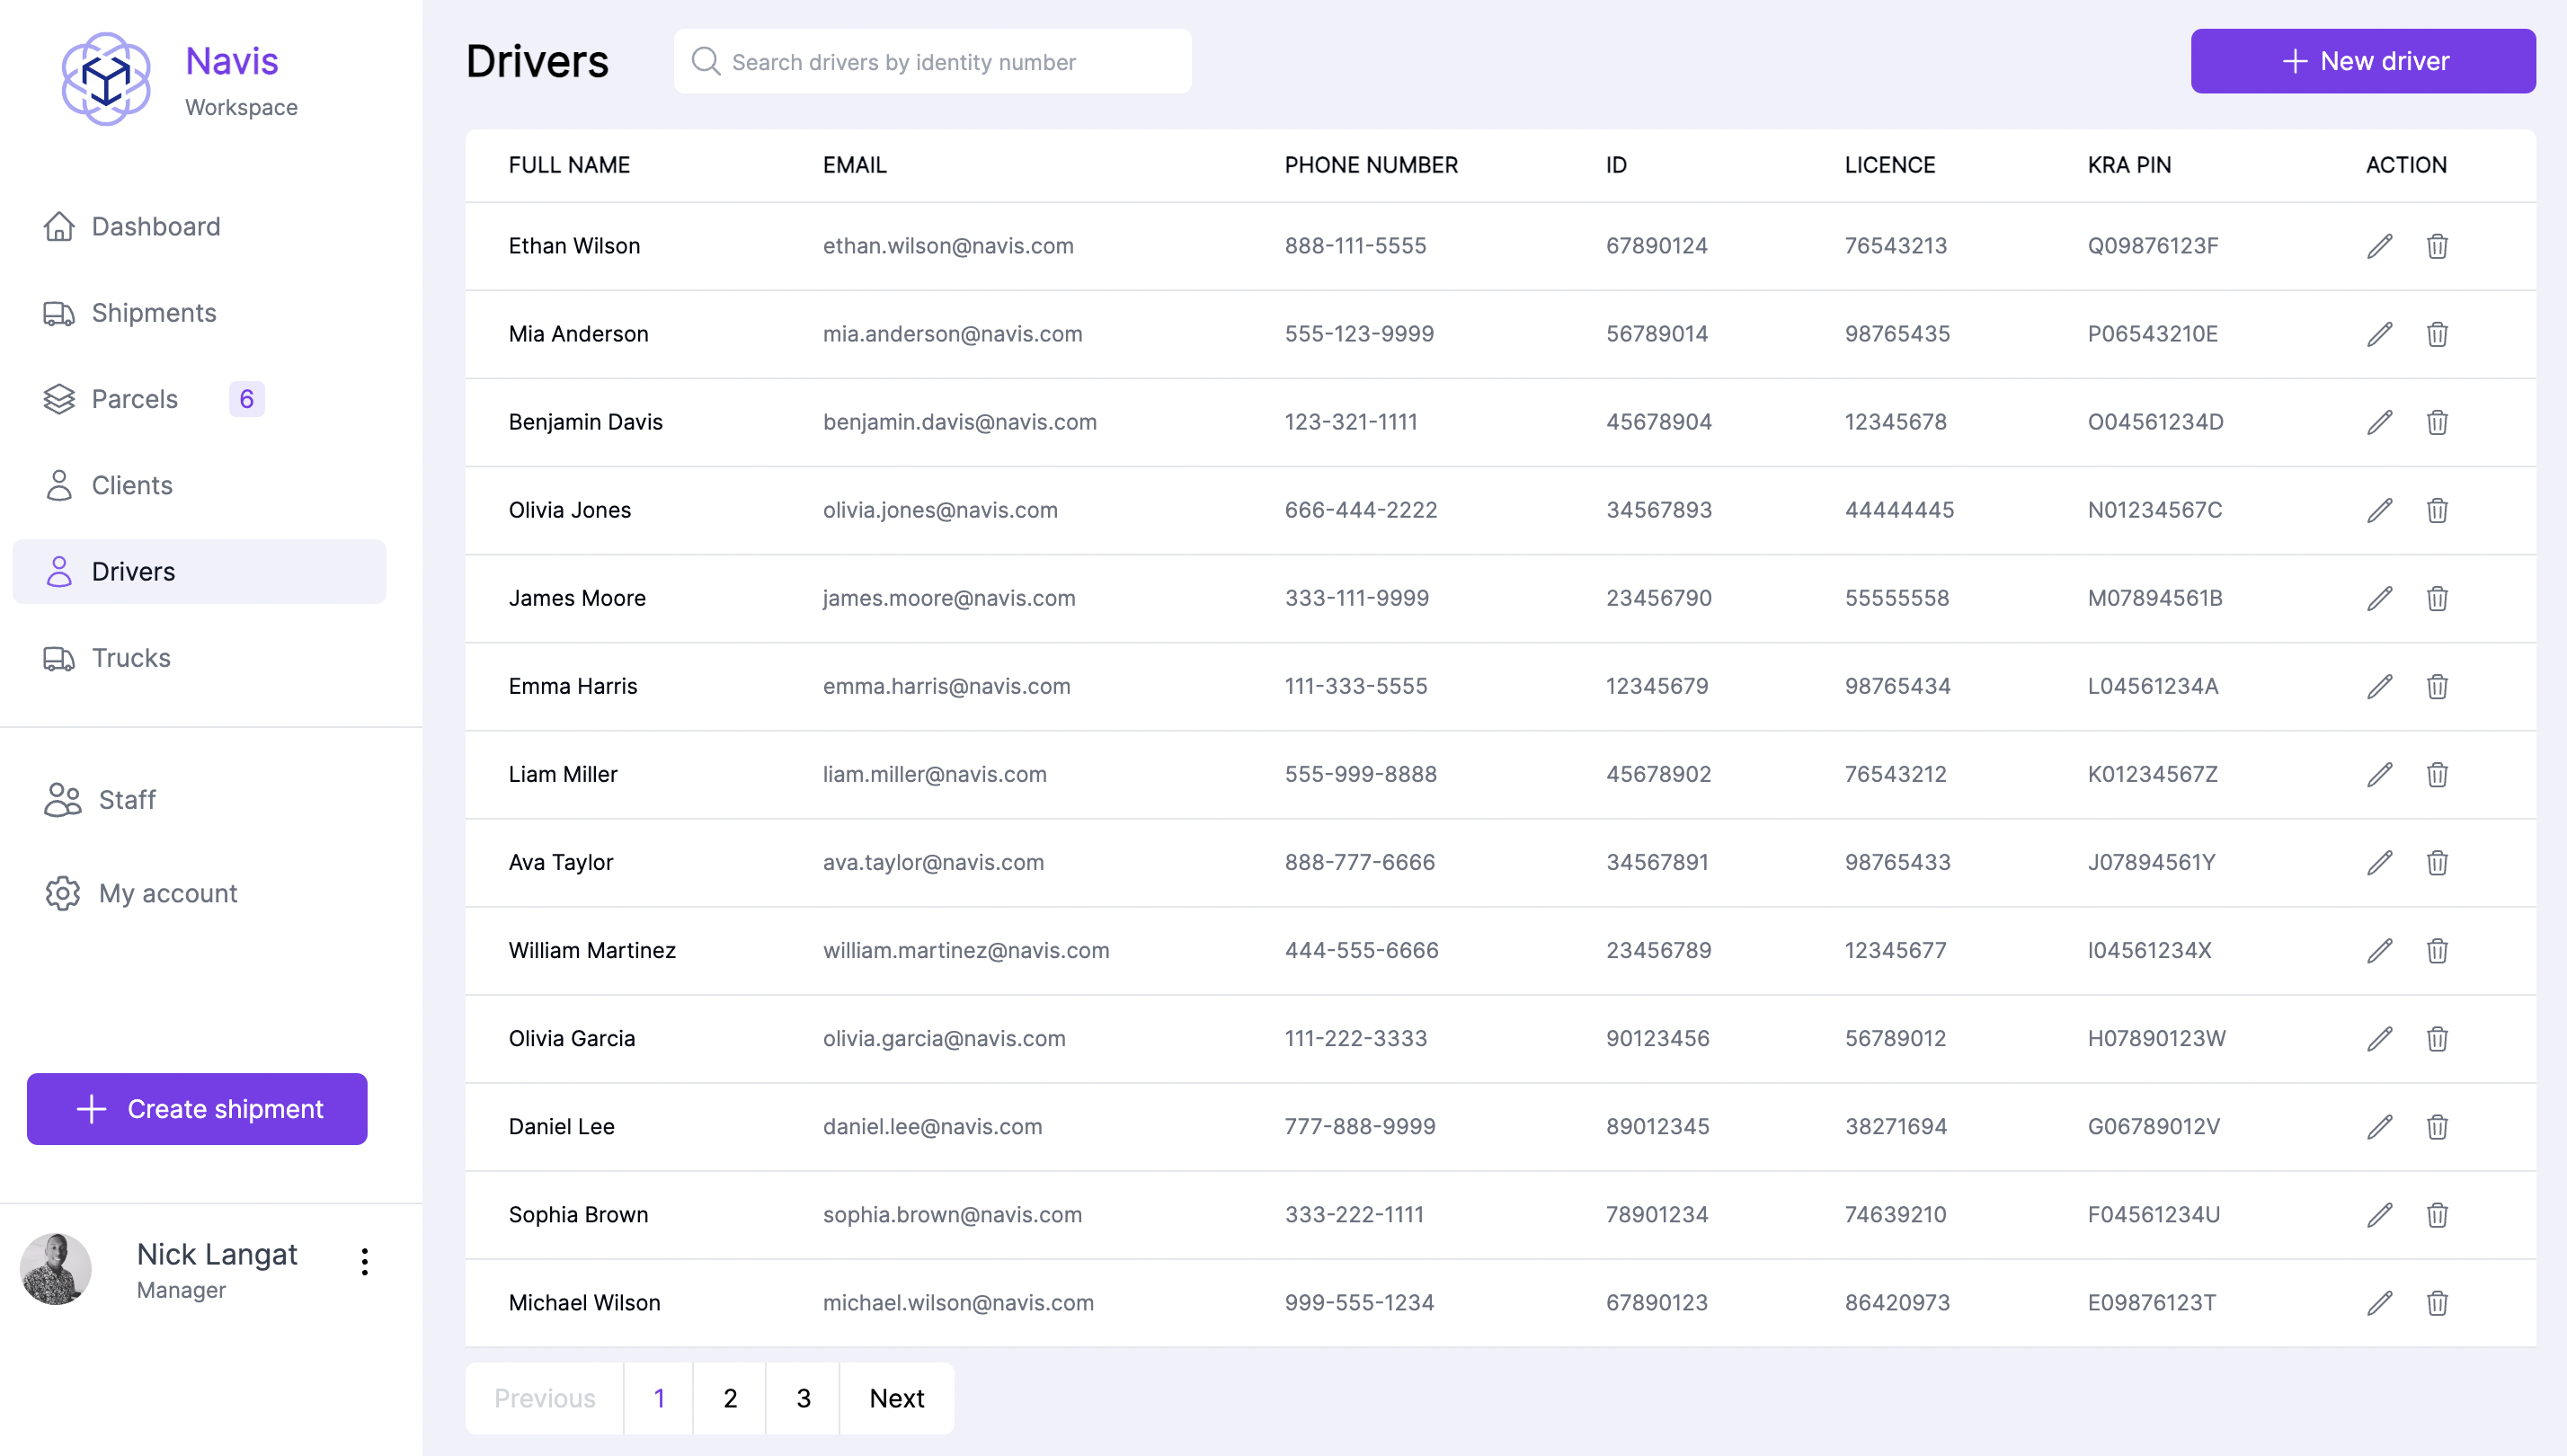 Navis
Workspace
Dashboard
Shipments
Parcels 6
Clients
Drivers
Trucks
Staff
My account
Create shipment
Nick Langat
Manager
Drivers
Search drivers by identity number
New driver
FULL NAME EMAIL PHONE NUMBER ID LICENCE KRA PIN ACTION
Ethan Wilson ethan.wilson@navis.com 888-111-5555 67890124 76543213 Q09876123F
Mia Anderson mia.anderson@navis.com 555-123-9999 56789014 98765435 P06543210E
Benjamin Davis benjamin.davis@navis.com 123-321-1111 45678904 12345678 O04561234D
Olivia Jones olivia.jones@navis.com 666-444-2222 34567893 44444445 N01234567C
James Moore james.moore@navis.com 333-111-9999 23456790 55555558 M07894561B
Emma Harris emma.harris@navis.com 111-333-5555 12345679 98765434 L04561234A
Liam Miller liam.miller@navis.com 555-999-8888 45678902 76543212 K01234567Z
Ava Taylor ava.taylor@navis.com 888-777-6666 34567891 98765433 J07894561Y
William Martinez william.martinez@navis.com 444-555-6666 23456789 12345677 I04561234X
Olivia Garcia olivia.garcia@navis.com 111-222-3333 90123456 56789012 H07890123W
Daniel Lee daniel.lee@navis.com 777-888-9999 89012345 38271694 G06789012V
Sophia Brown sophia.brown@navis.com 333-222-1111 78901234 74639210 F04561234U
Michael Wilson michael.wilson@navis.com 999-555-1234 67890123 86420973 E09876123T
Previous 1 2 3 Next